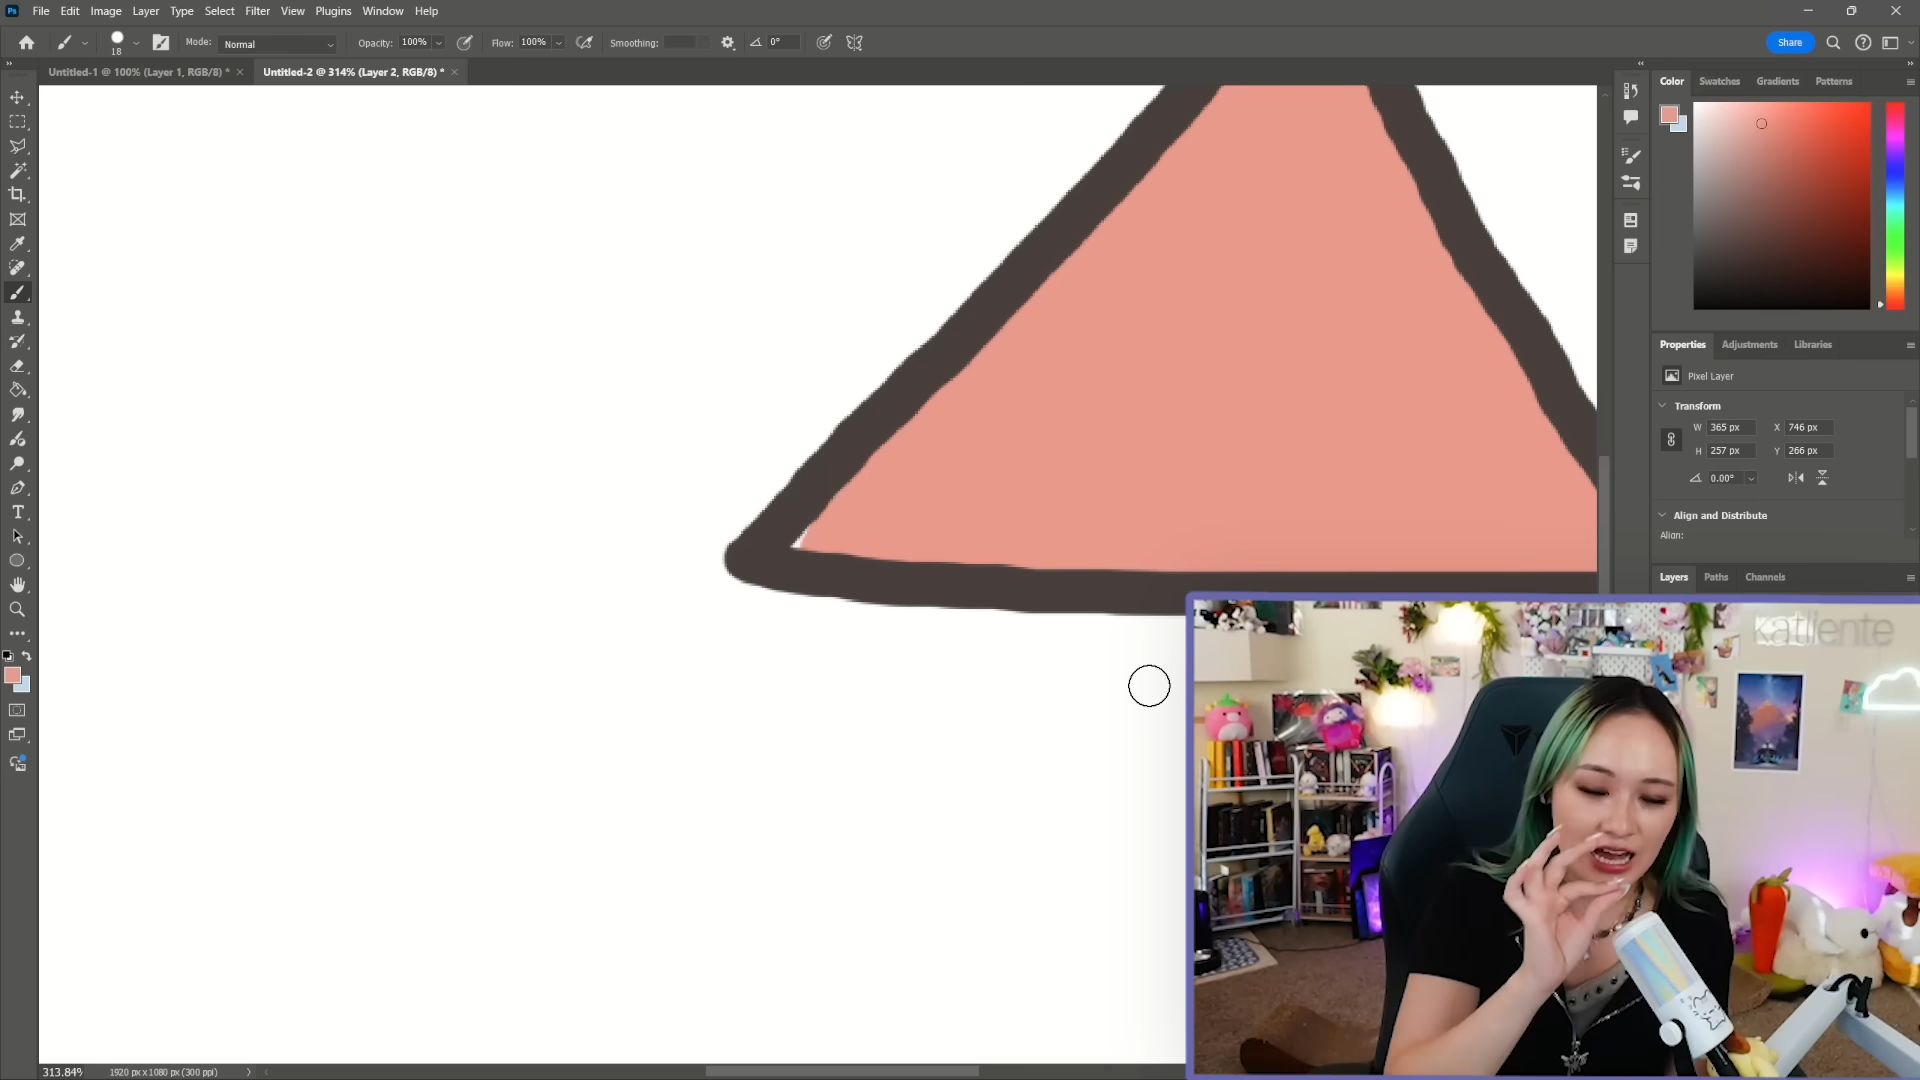 Ps File Edit Image Layer Type Select Filter View Plugins Window Help
18 Mode: Normal Opacity: 100% Flow: 100% Smoothing: 0° Share
Untitled-1 @ 100% (Layer 1, RGB/8) * × Untitled-2 @ 314% (Layer 2, RGB/8) * ×
Color Swatches Gradients Patterns
Properties Adjustments Libraries
Pixel Layer
Transform
W 365 px X 746 px
H 257 px Y 266 px
0.00°
Align and Distribute
Align:
Layers Paths Channels
katliente
313.84% 1920 px x 1080 px (300 ppi)